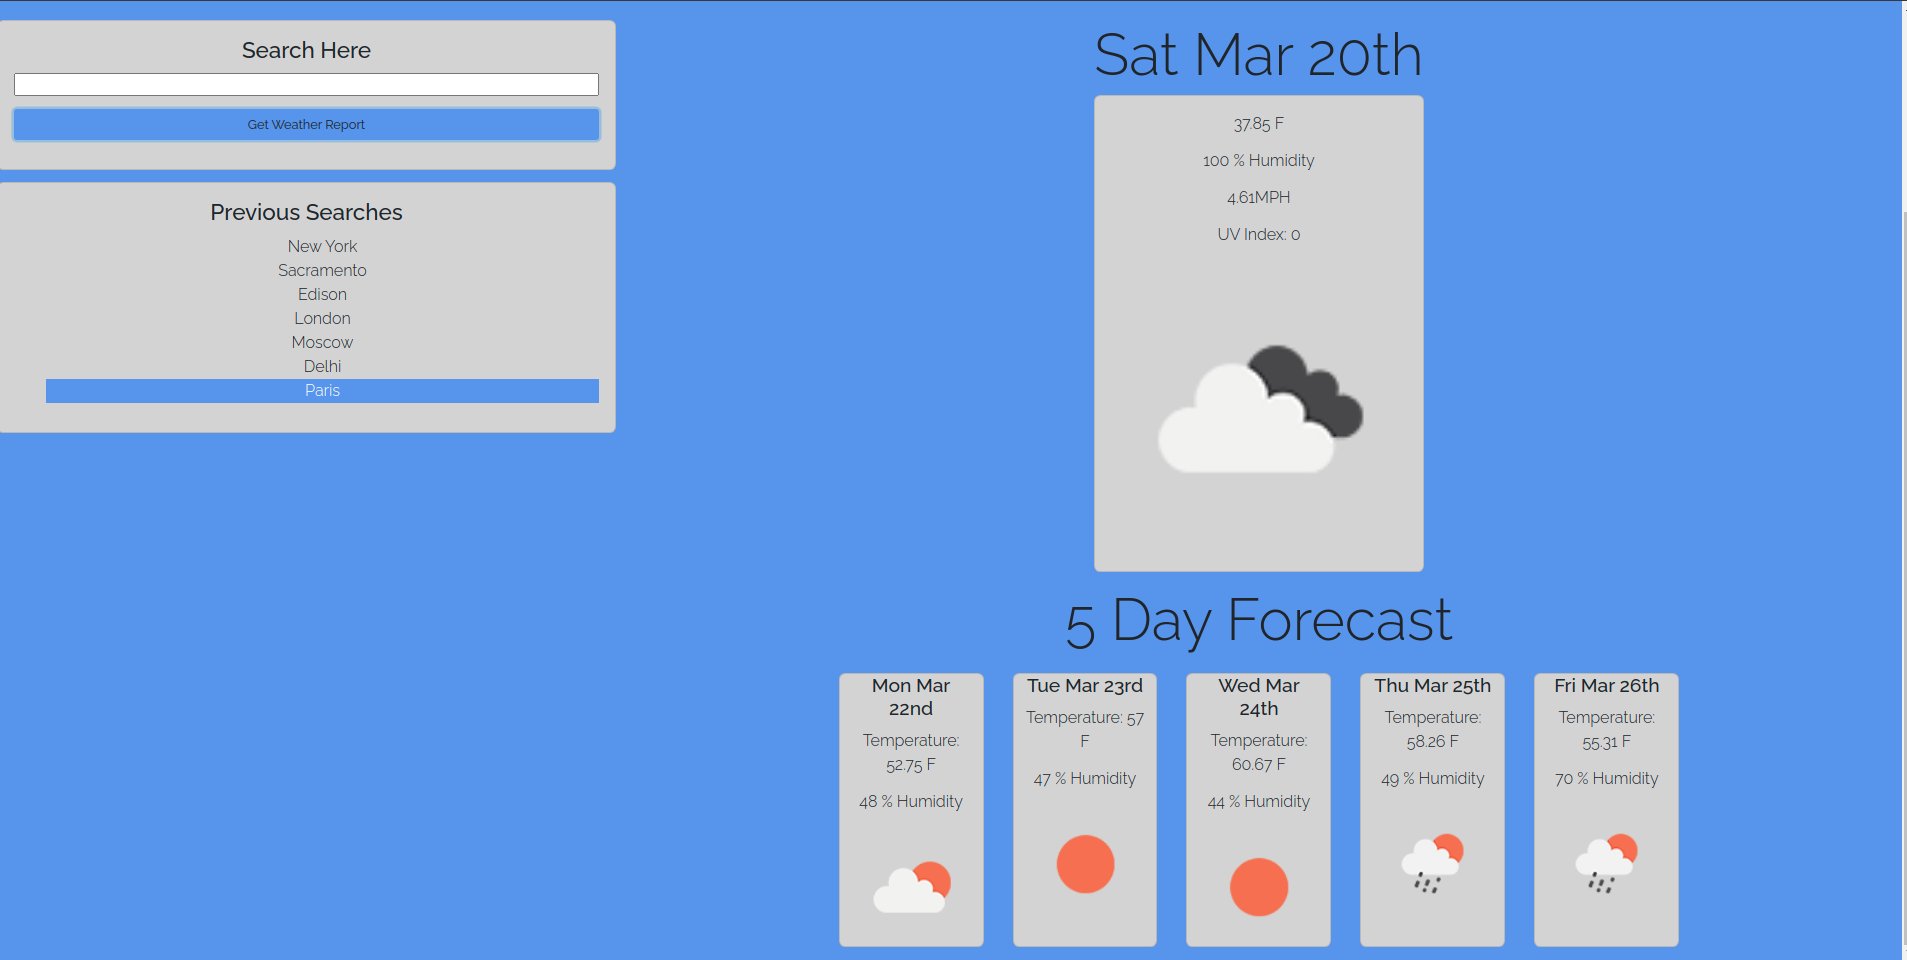 Search Here
Get Weather Report
Previous Searches
New York
Sacramento
Edison
London
Moscow
Delhi
Paris
Sat Mar 20th
37.85 F
100 % Humidity
4.61MPH
UV Index: 0
5 Day Forecast
Mon Mar
22nd
Temperature:
52.75 F
48 % Humidity
Tue Mar 23rd
Temperature: 57
F
47 % Humidity
Wed Mar
24th
Temperature:
60.67 F
44 % Humidity
Thu Mar 25th
Temperature:
58.26 F
49 % Humidity
Fri Mar 26th
Temperature:
55.31 F
70 % Humidity